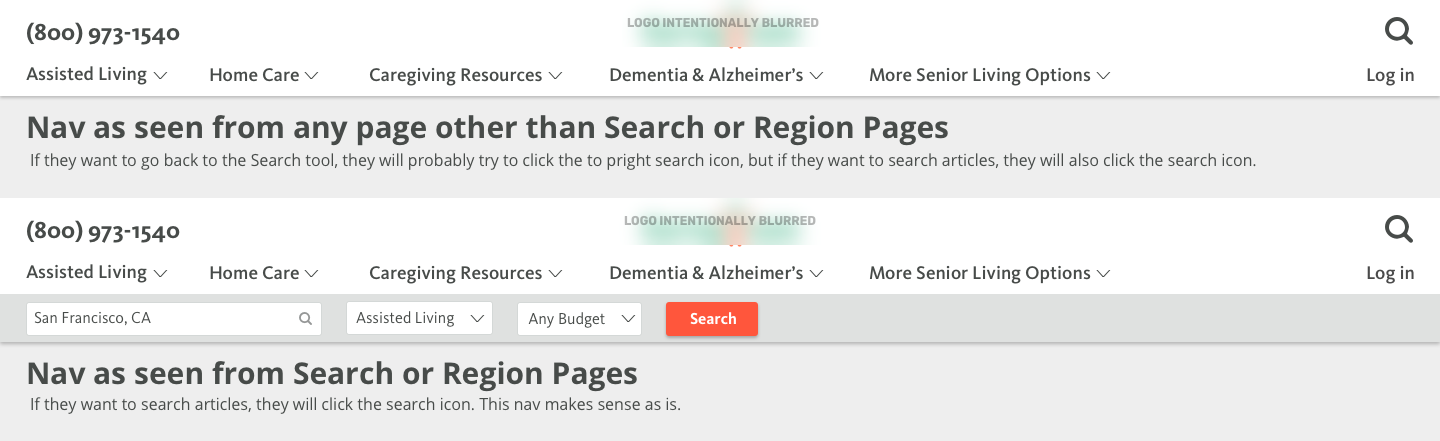 (800) 973-1540
LOGO INTENTIONALLY BLURRED
Assisted Living Home Care Caregiving Resources Dementia & Alzheimer's More Senior Living Options Log in
Nav as seen from any page other than Search or Region Pages
If they want to go back to the Search tool, they will probably try to click the to pright search icon, but if they want to search articles, they will also click the search icon.
(800) 973-1540
LOGO INTENTIONALLY BLURRED
Assisted Living Home Care Caregiving Resources Dementia & Alzheimer's More Senior Living Options Log in
San Francisco, CA Assisted Living Any Budget Search
Nav as seen from Search or Region Pages
If they want to search articles, they will click the search icon. This nav makes sense as is.